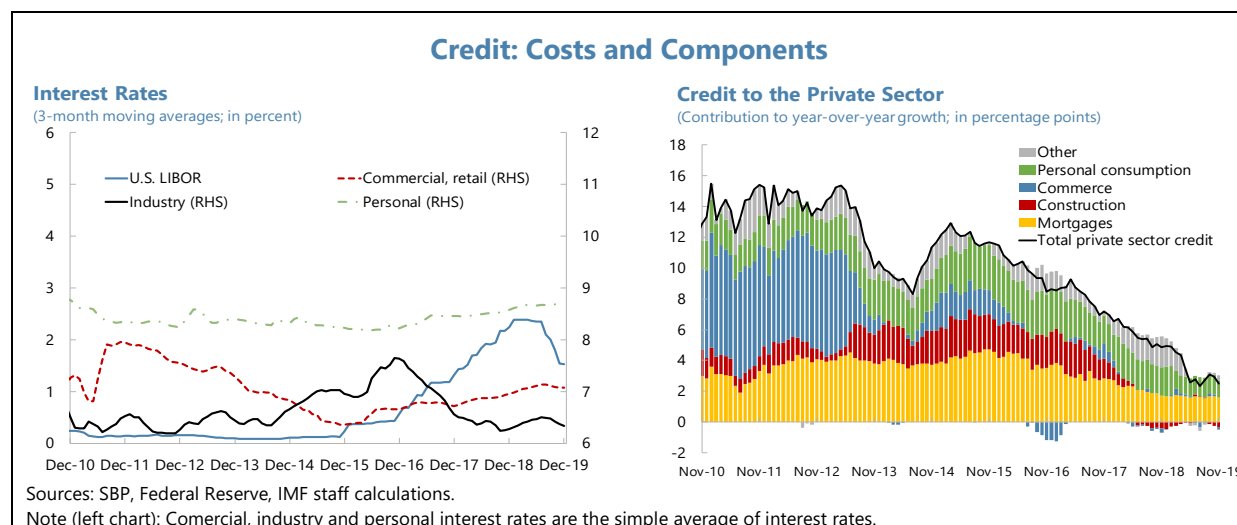 Credit: Costs and Components
Interest Rates
(3-month moving averages; in percent)
6
5
4
3
2
1
0
12
11
10
9
8
7
6
U.S. LIBOR
Commercial, retail (RHS)
Industry (RHS)
Personal (RHS)
Dec-10 Dec-11 Dec-12 Dec-13 Dec-14 Dec-15 Dec-16 Dec-17 Dec-18 Dec-19
Credit to the Private Sector
(Contribution to year-over-year growth; in percentage points)
18
16
14
12
10
8
6
4
2
0
-2
Other
Personal consumption
Commerce
Construction
Mortgages
Total private sector credit
Nov-10 Nov-11 Nov-12 Nov-13 Nov-14 Nov-15 Nov-16 Nov-17 Nov-18 Nov-19
Sources: SBP, Federal Reserve, IMF staff calculations.
Note (left chart): Comercial, industry and personal interest rates are the simple average of interest rates.